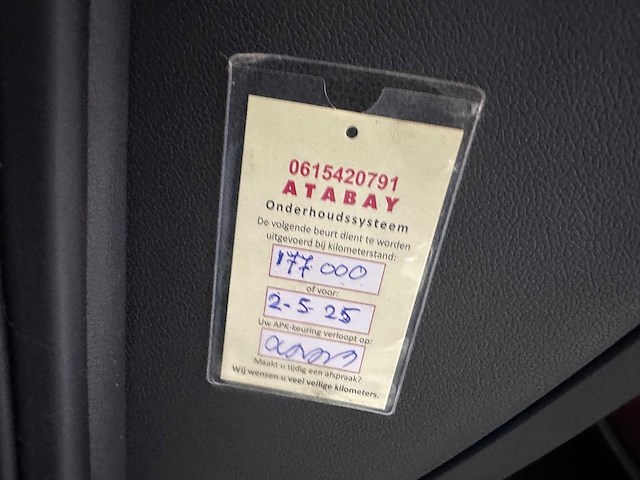 0615420791
ATABAY
Onderhoudssysteem
De volgende beurt dient te worden
uitgevoerd bij kilometerstand:
177 000
of voor:
2-5-25
Uw APK-keuring verloopt op:
Maakt u tijdig een afspraak?
Wij wensen u veel veilige kilometers.